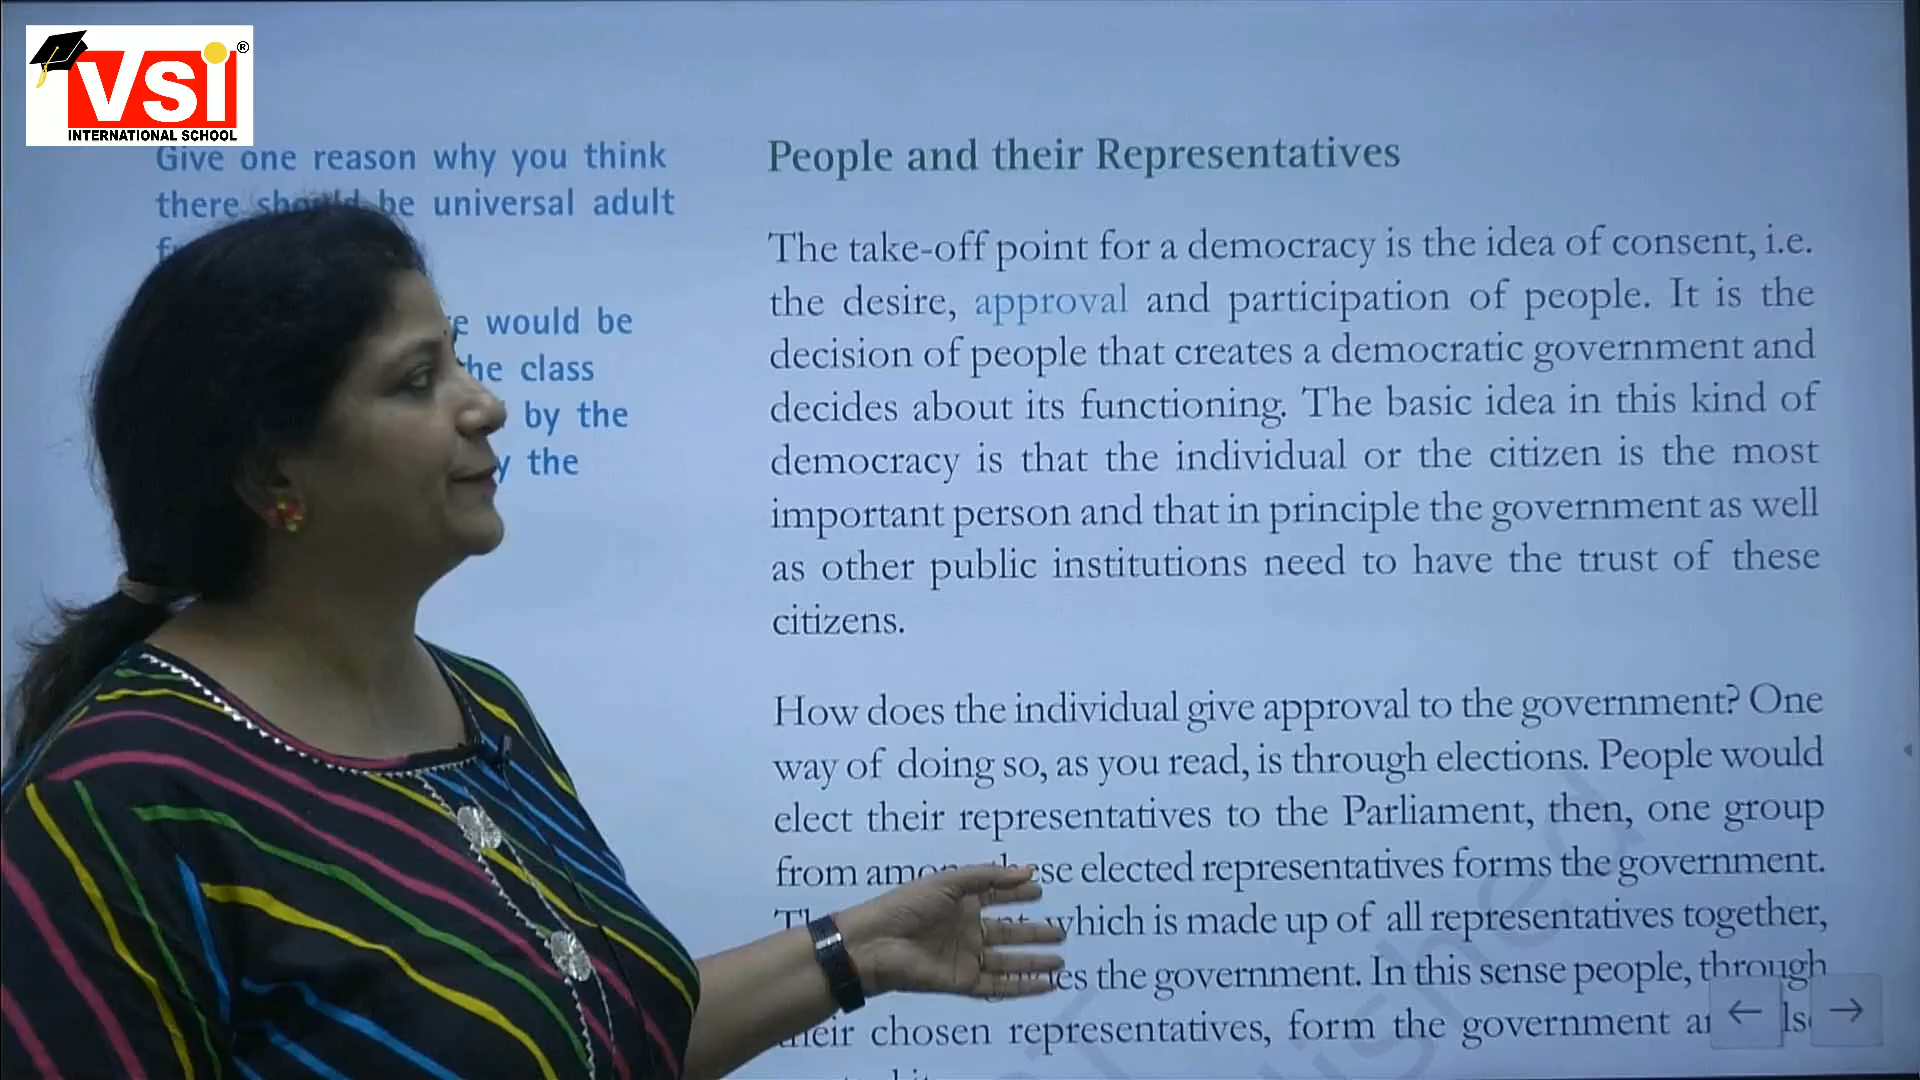 VSI®
INTERNATIONAL SCHOOL
Give one reason why you think
there should be universal adult
would be
the class
by the
the
People and their Representatives
The take-off point for a democracy is the idea of consent, i.e.
the desire, approval and participation of people. It is the
decision of people that creates a democratic government and
decides about its functioning. The basic idea in this kind of
democracy is that the individual or the citizen is the most
important person and that in principle the government as well
as other public institutions need to have the trust of these
citizens.
How does the individual give approval to the government? One
way of doing so, as you read, is through elections. People would
elect their representatives to the Parliament, then, one group
from among these elected representatives forms the government.
which is made up of all representatives together,
the government. In this sense people, through
their chosen representatives, form the government